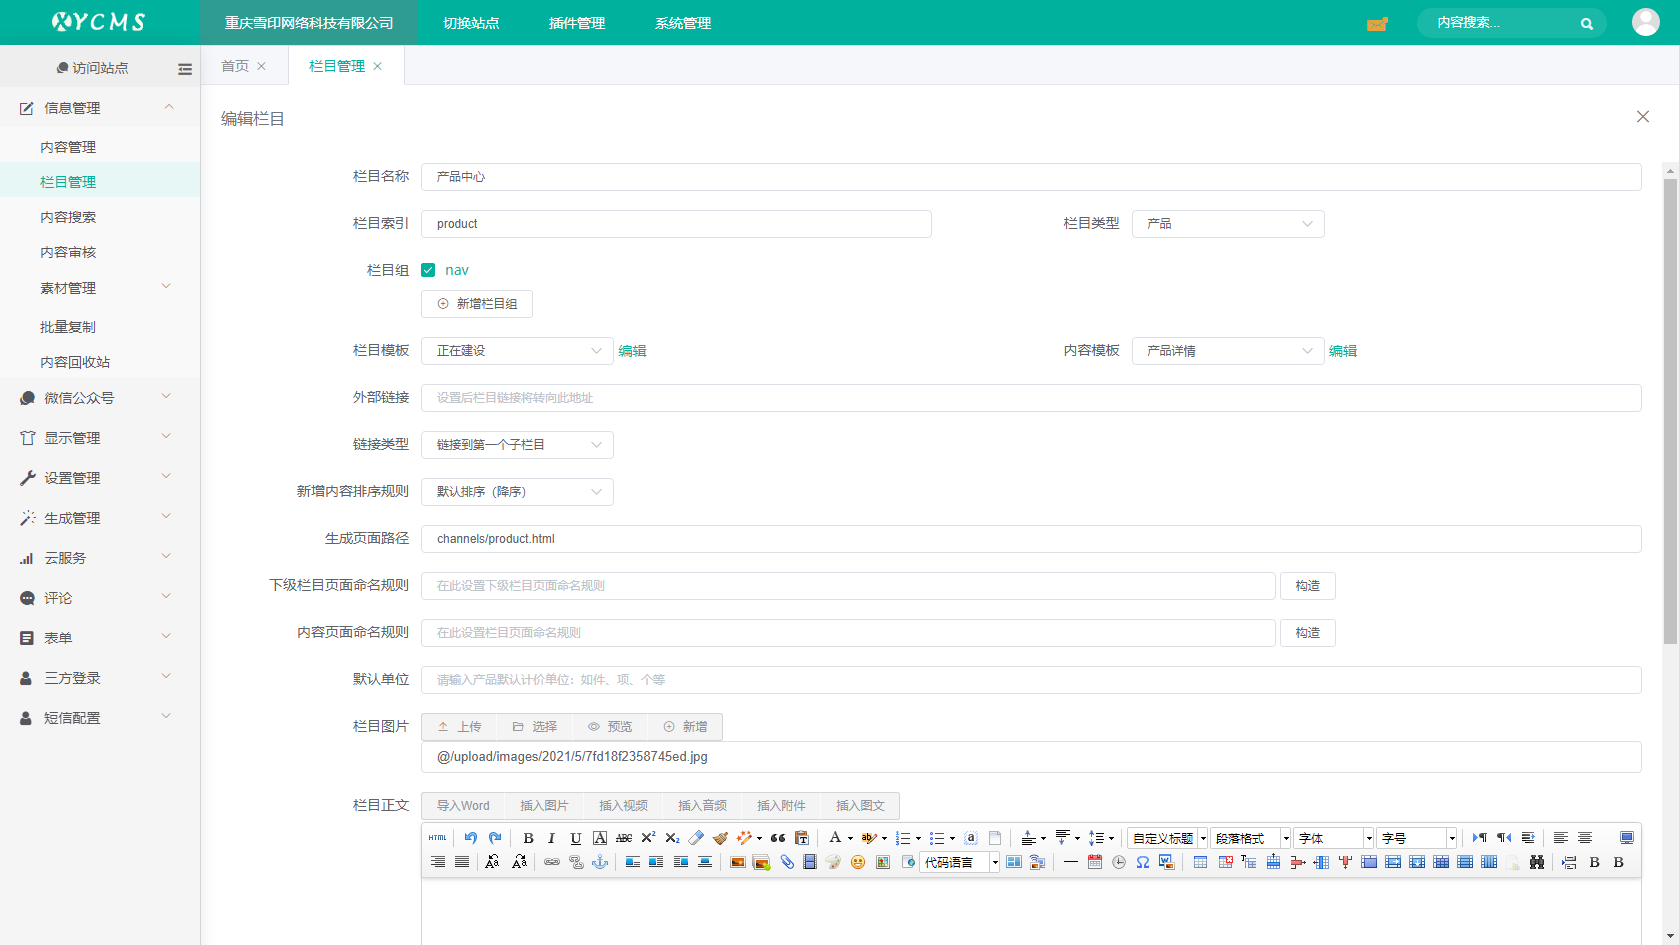 XYCMS
重庆雪印网络科技有限公司
切换站点
插件管理
系统管理
内容搜索...
访问站点
首页
栏目管理
信息管理
内容管理
栏目管理
内容搜索
内容审核
素材管理
批量复制
内容回收站
微信公众号
显示管理
设置管理
生成管理
云服务
评论
表单
三方登录
短信配置
编辑栏目
栏目名称 产品中心
栏目索引 product 栏目类型 产品
栏目组 nav
新增栏目组
栏目模板 正在建设 编辑 内容模板 产品详情 编辑
外部链接 设置后栏目链接将转向此地址
链接类型 链接到第一个子栏目
新增内容排序规则 默认排序（降序）
生成页面路径 channels/product.html
下级栏目页面命名规则 在此设置下级栏目页面命名规则 构造
内容页面命名规则 在此设置栏目页面命名规则 构造
默认单位 请输入产品默认计价单位：如件、项、个等
栏目图片 上传 选择 预览 新增
@/upload/images/2021/5/7fd18f2358745ed.jpg
栏目正文 导入Word 插入图片 插入视频 插入音频 插入附件 插入图文
HTML B I U A ABC X² X₂ A ab 自定义标题 段落格式 字体 字号
代码语言 B B